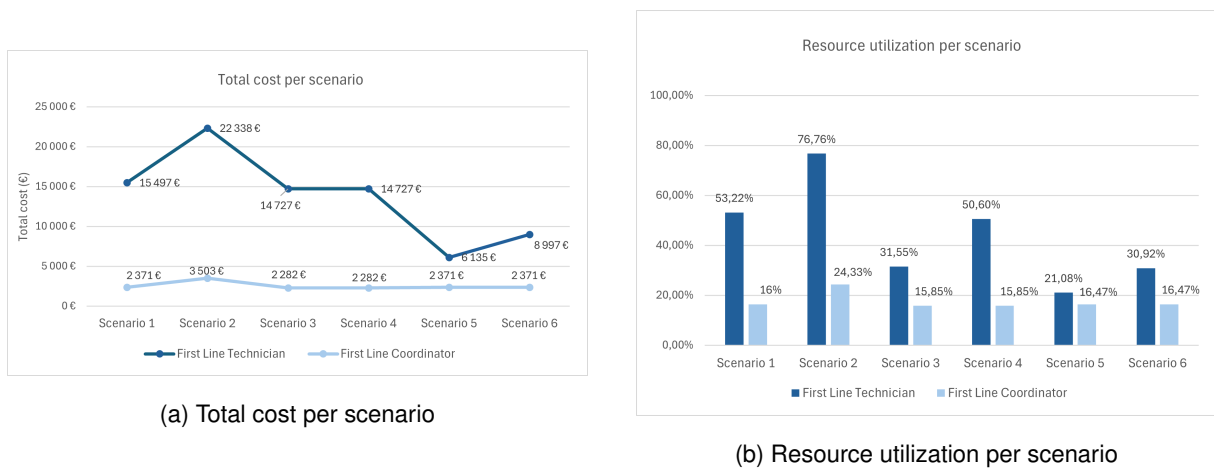 Total cost per scenario
25 000 €
20 000 €
15 000 €
10 000 €
5 000 €
0 €
Total cost (€)
22 338 €
15 497 €
14 727 €
14 727 €
6 135 €
8 997 €
2 371 €
3 503 €
2 282 €
2 282 €
2 371 €
2 371 €
Scenario 1 Scenario 2 Scenario 3 Scenario 4 Scenario 5 Scenario 6
First Line Technician First Line Coordinator
(a) Total cost per scenario
Resource utilization per scenario
100,00%
80,00%
60,00%
40,00%
20,00%
0,00%
53,22%
16%
76,76%
24,33%
31,55%
15,85%
50,60%
15,85%
21,08%
16,47%
30,92%
16,47%
Scenario 1 Scenario 2 Scenario 3 Scenario 4 Scenario 5 Scenario 6
First Line Technician First Line Coordinator
(b) Resource utilization per scenario